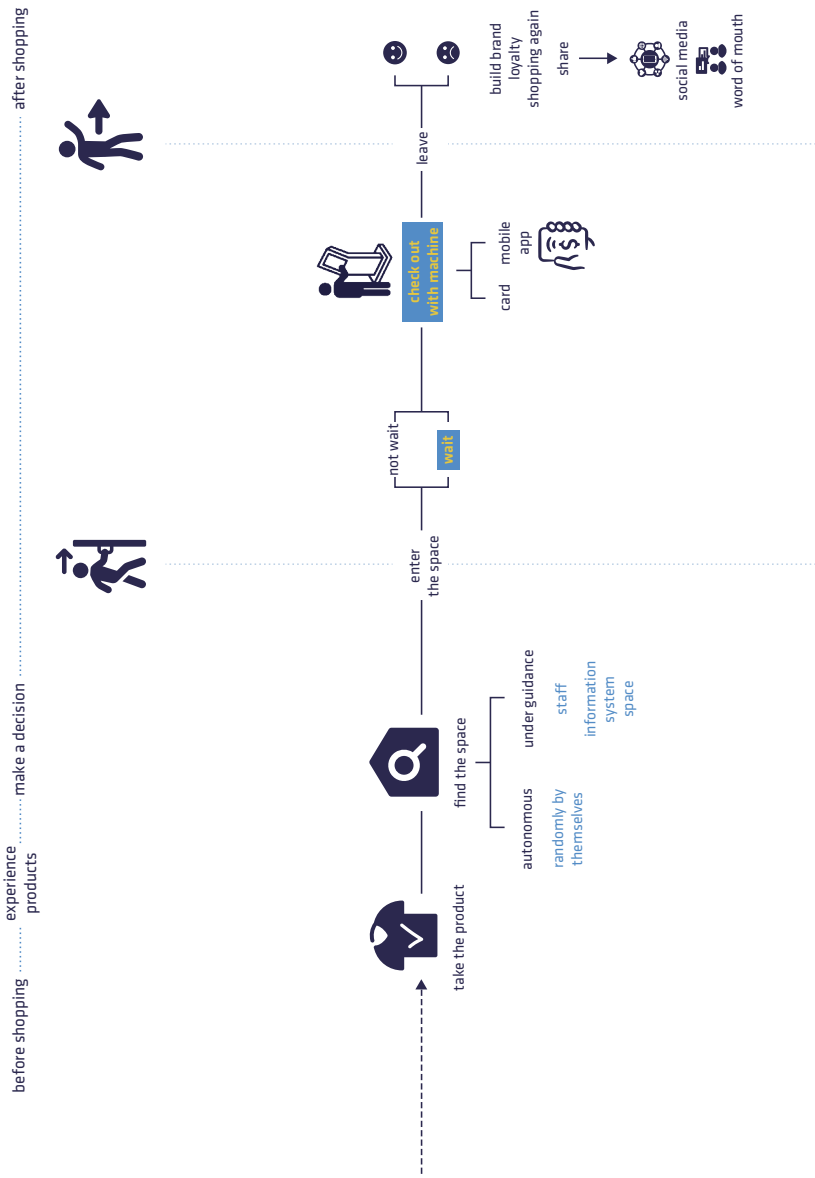 before shopping
experience
products
make a decision
after shopping
take the product
find the space
autonomous
randomly by
themselves
under guidance
staff
information
system
space
enter
the space
not wait
wait
check out
with machine
card
mobile
app
leave
build brand
loyalty
shopping again
share
social media
word of mouth